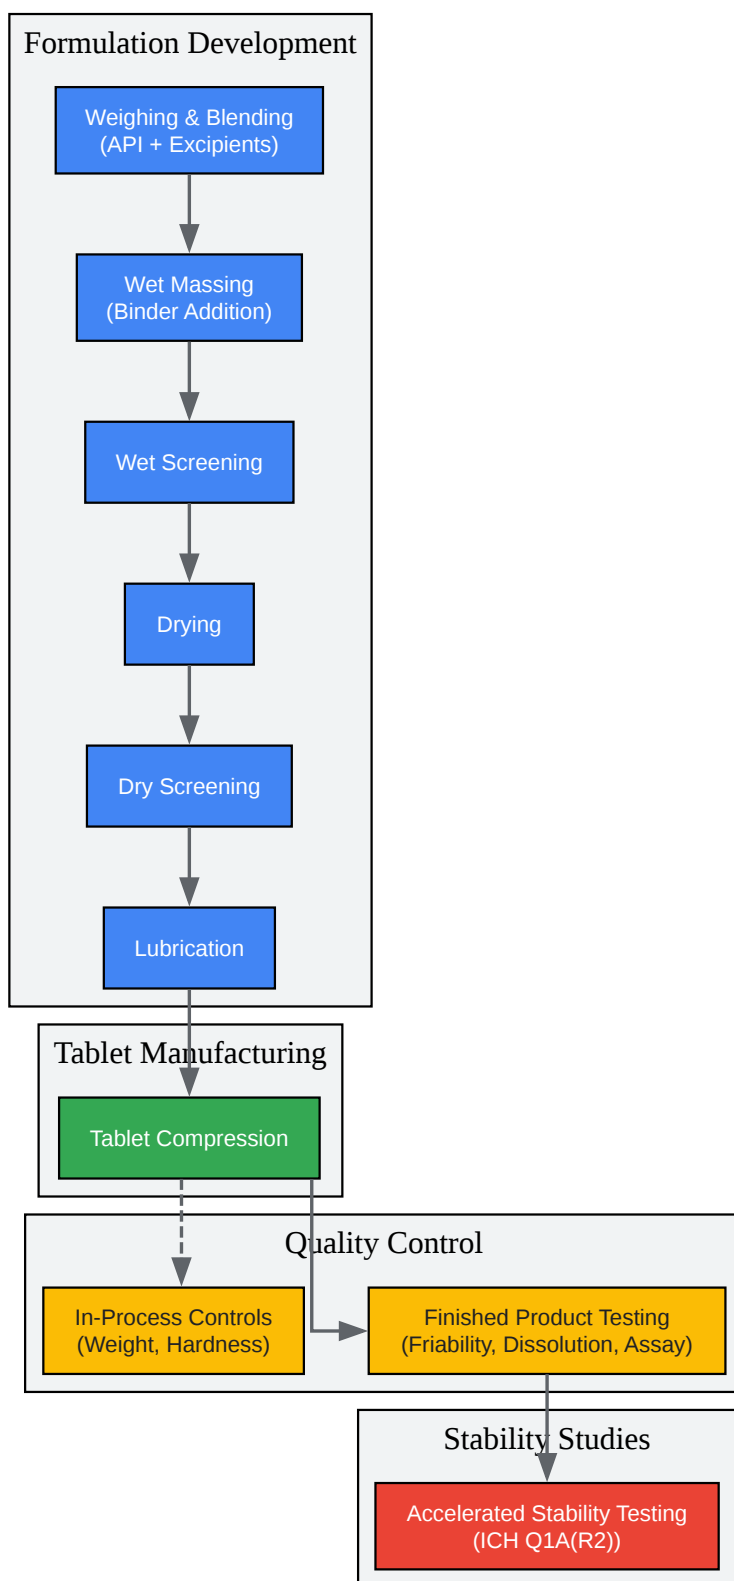 Formulation Development
Weighing & Blending
(API + Excipients)
Wet Massing
(Binder Addition)
Wet Screening
Drying
Dry Screening
Lubrication
Tablet Manufacturing
Tablet Compression
Quality Control
In-Process Controls
(Weight, Hardness)
Finished Product Testing
(Friability, Dissolution, Assay)
Stability Studies
Accelerated Stability Testing
(ICH Q1A(R2))